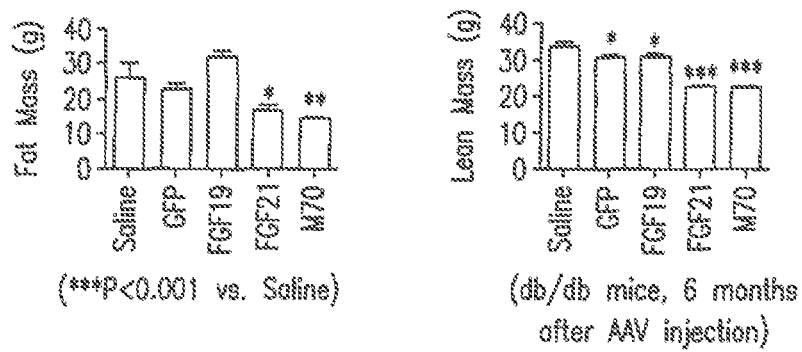 Fat Mass (g)
40
30
20
10
0
*
**
Saline
GFP
FGF19
FGF21
M70
(***P<0.001 vs. Saline)
Lean Mass (g)
40
30
20
10
0
*
*
***
***
Saline
GFP
FGF19
FGF21
M70
(db/db mice, 6 months
after AAV injection)